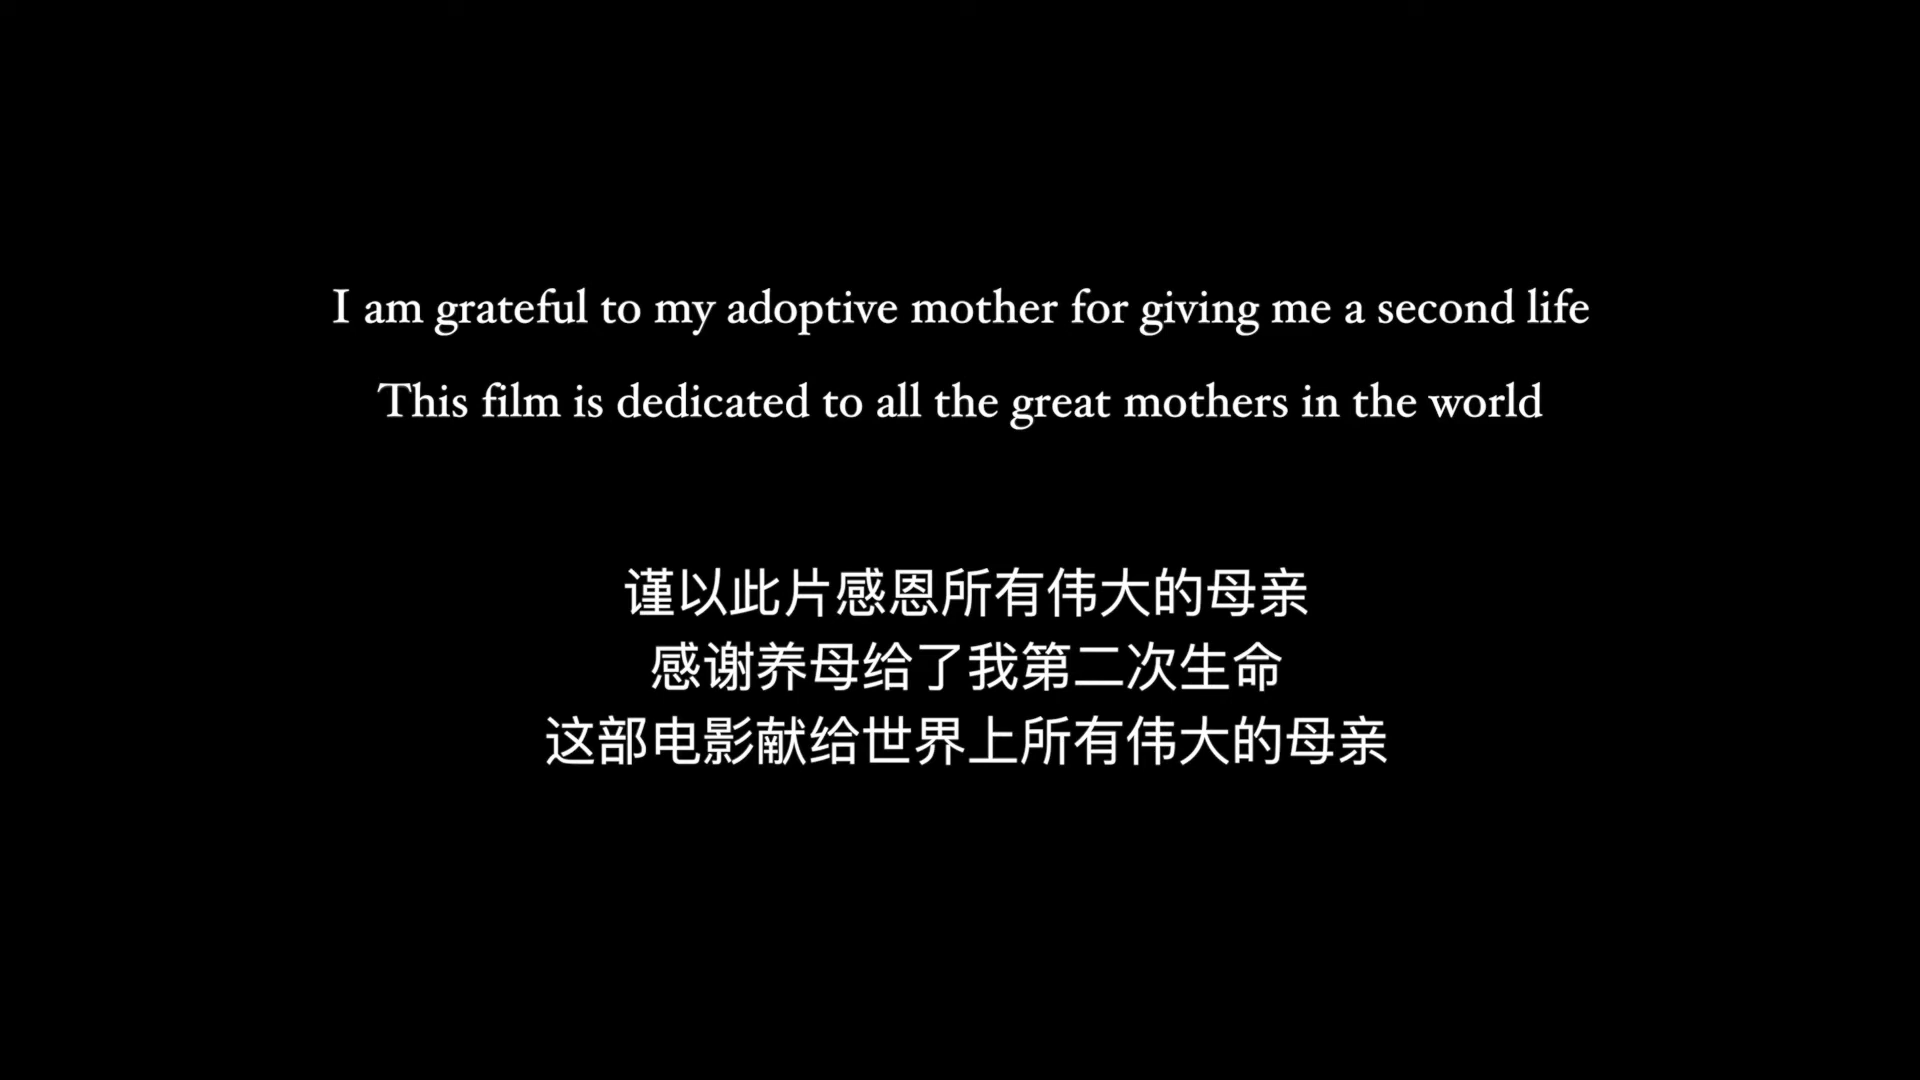 I am grateful to my adoptive mother for giving me a second life
This film is dedicated to all the great mothers in the world
谨以此片感恩所有伟大的母亲
感谢养母给了我第二次生命
这部电影献给世界上所有伟大的母亲